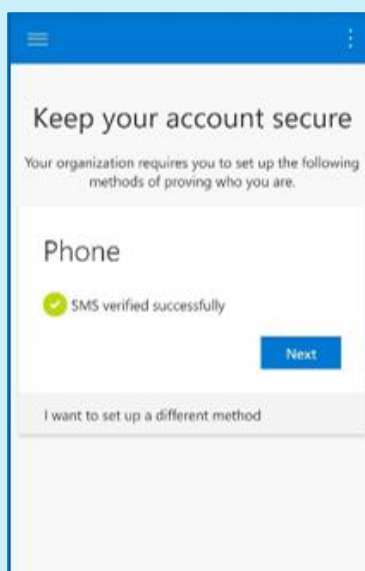 Keep your account secure
Your organization requires you to set up the following
methods of proving who you are.
Phone
SMS verified successfully
Next
I want to set up a different method